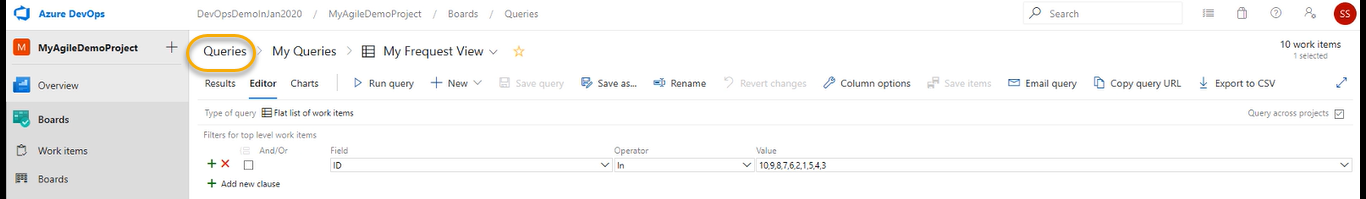 Azure DevOps DevOpsDemoInJan2020 / MyAgileDemoProject / Boards / Queries Search SS
M MyAgileDemoProject Queries My Queries My Frequest View 10 work items
1 selected
Overview Results Editor Charts Run query New Save query Save as... Rename Revert changes Column options Save items Email query Copy query URL Export to CSV
Boards Type of query Flat list of work items Query across projects
Filters for top level work items
Work items And/Or Field Operator Value
ID In 10,9,8,7,6,2,1,5,4,3
Boards Add new clause